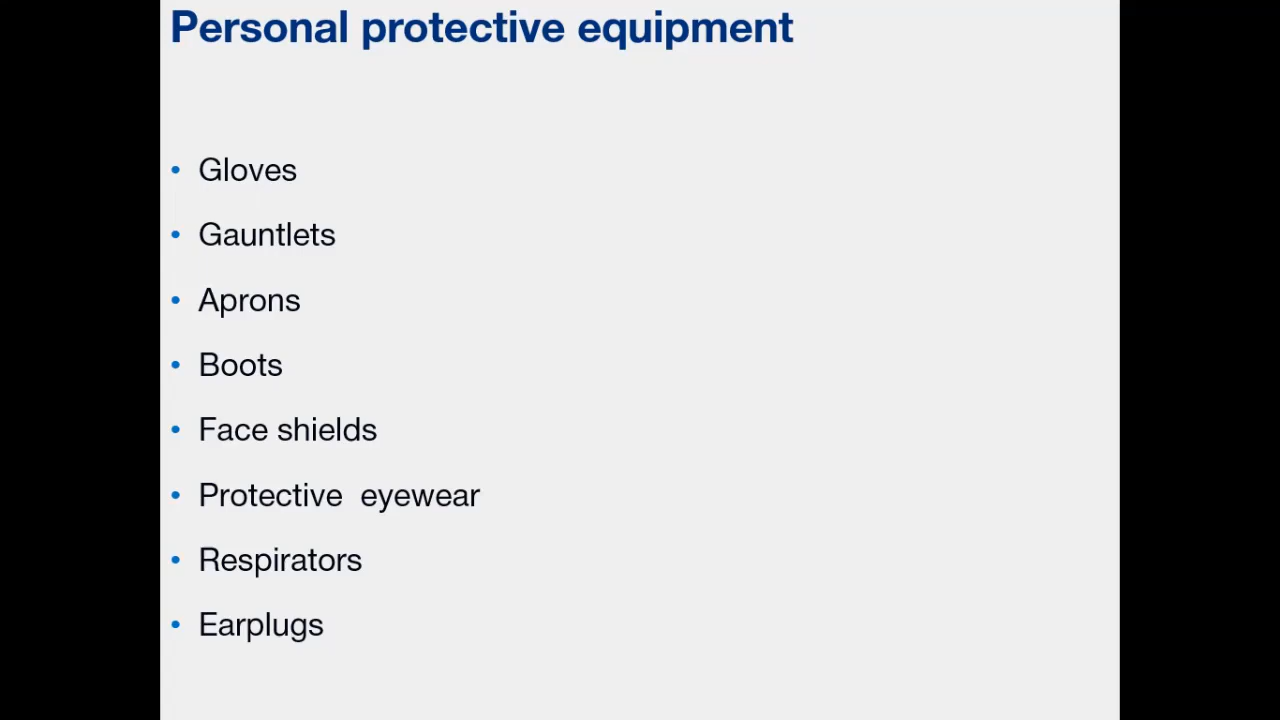 Personal protective equipment
• Gloves
• Gauntlets
• Aprons
• Boots
• Face shields
• Protective  eyewear
• Respirators
• Earplugs